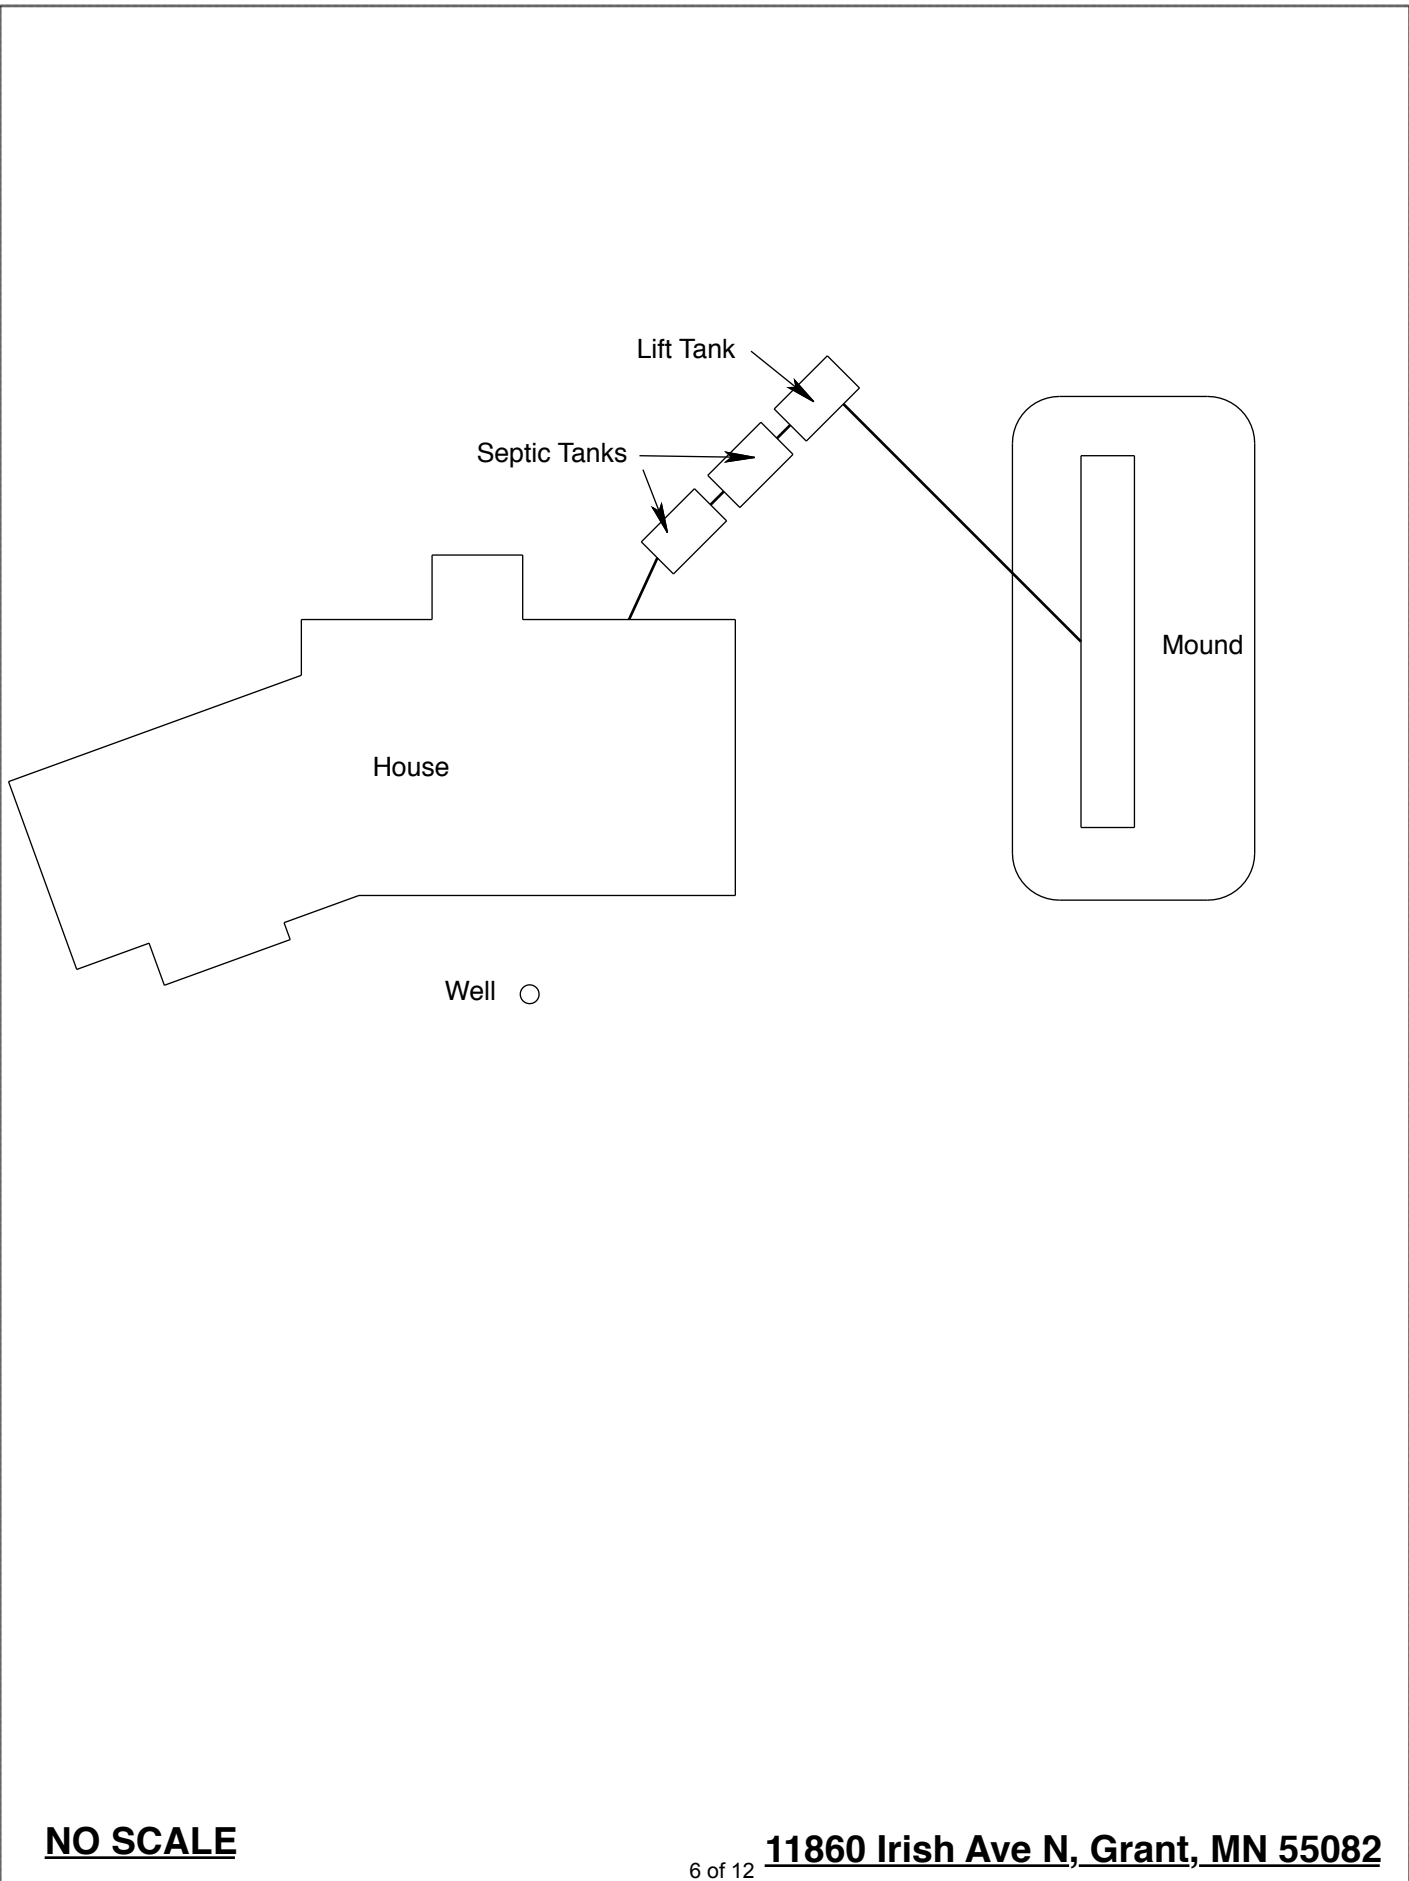 Lift Tank
Septic Tanks
Mound
House
Well
NO SCALE
11860 Irish Ave N, Grant, MN 55082
6 of 12